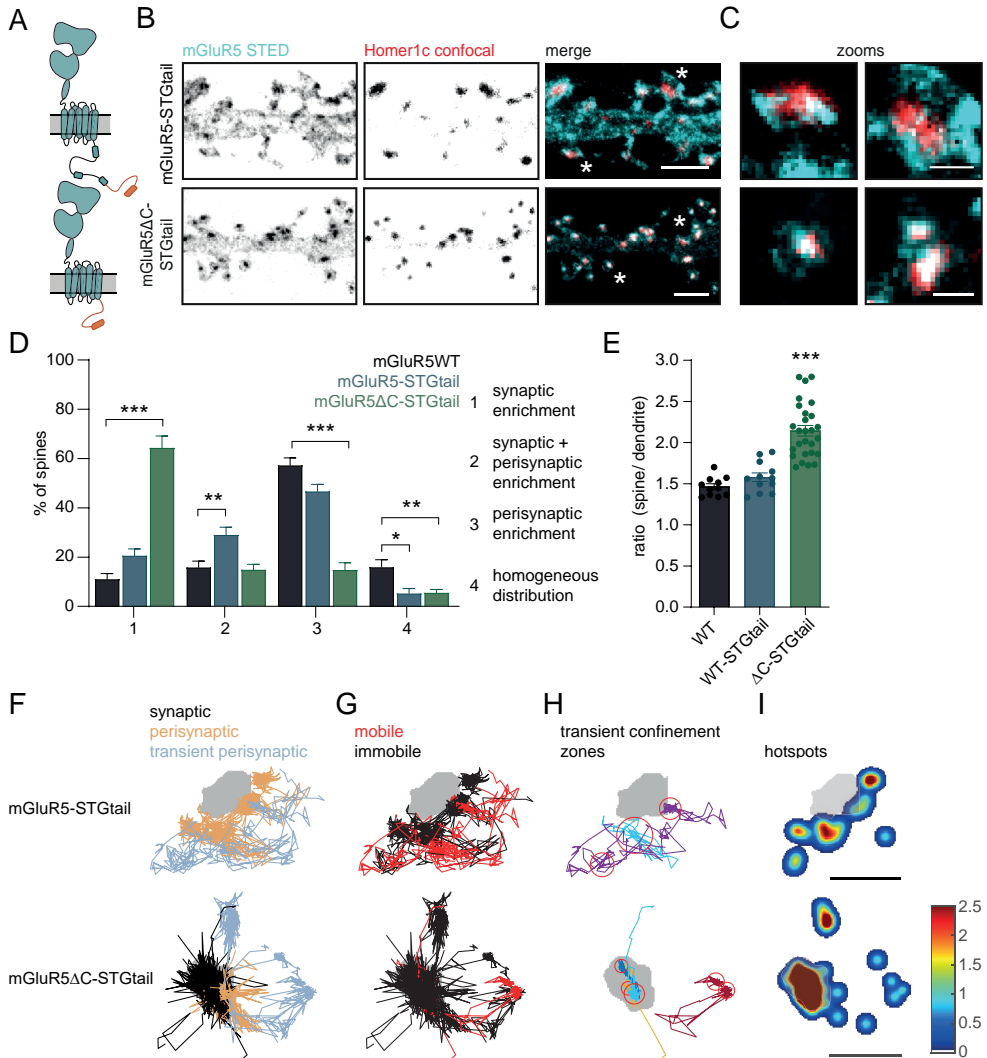 A
B
mGluR5 STED
Homer1c confocal
merge
C
zooms
mGluR5-STGtail
*
*
mGluR5ΔC-
STGtail
*
*
D
mGluR5WT
mGluR5-STGtail
mGluR5ΔC-STGtail
% of spines
100
80
60
40
20
0
***
**
***
**
*
1
2
3
4
1 synaptic
enrichment
2 synaptic +
perisynaptic
enrichment
3 perisynaptic
enrichment
4 homogeneous
distribution
E
***
ratio (spine/ dendrite)
3.0
2.5
2.0
1.5
1.0
0.5
0.0
WT
WT-STGtail
ΔC-STGtail
F
synaptic
perisynaptic
transient perisynaptic
G
mobile
immobile
H
transient confinement
zones
I
hotspots
mGluR5-STGtail
mGluR5ΔC-STGtail
2.5
2
1.5
1
0.5
0